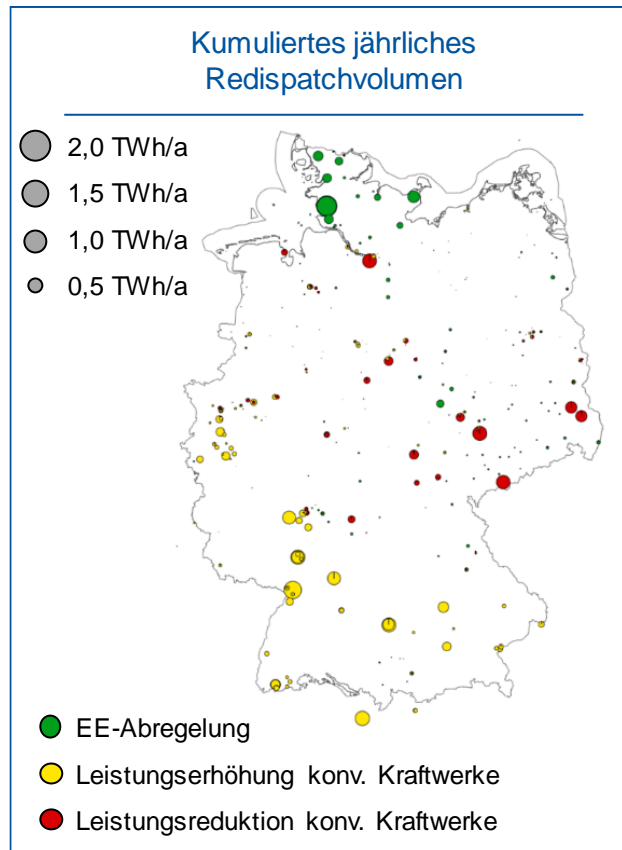 Kumuliertes jährliches
Redispatchvolumen
2,0 TWh/a
1,5 TWh/a
1,0 TWh/a
0,5 TWh/a
EE-Abregelung
Leistungserhöhung konv. Kraftwerke
Leistungsreduktion konv. Kraftwerke